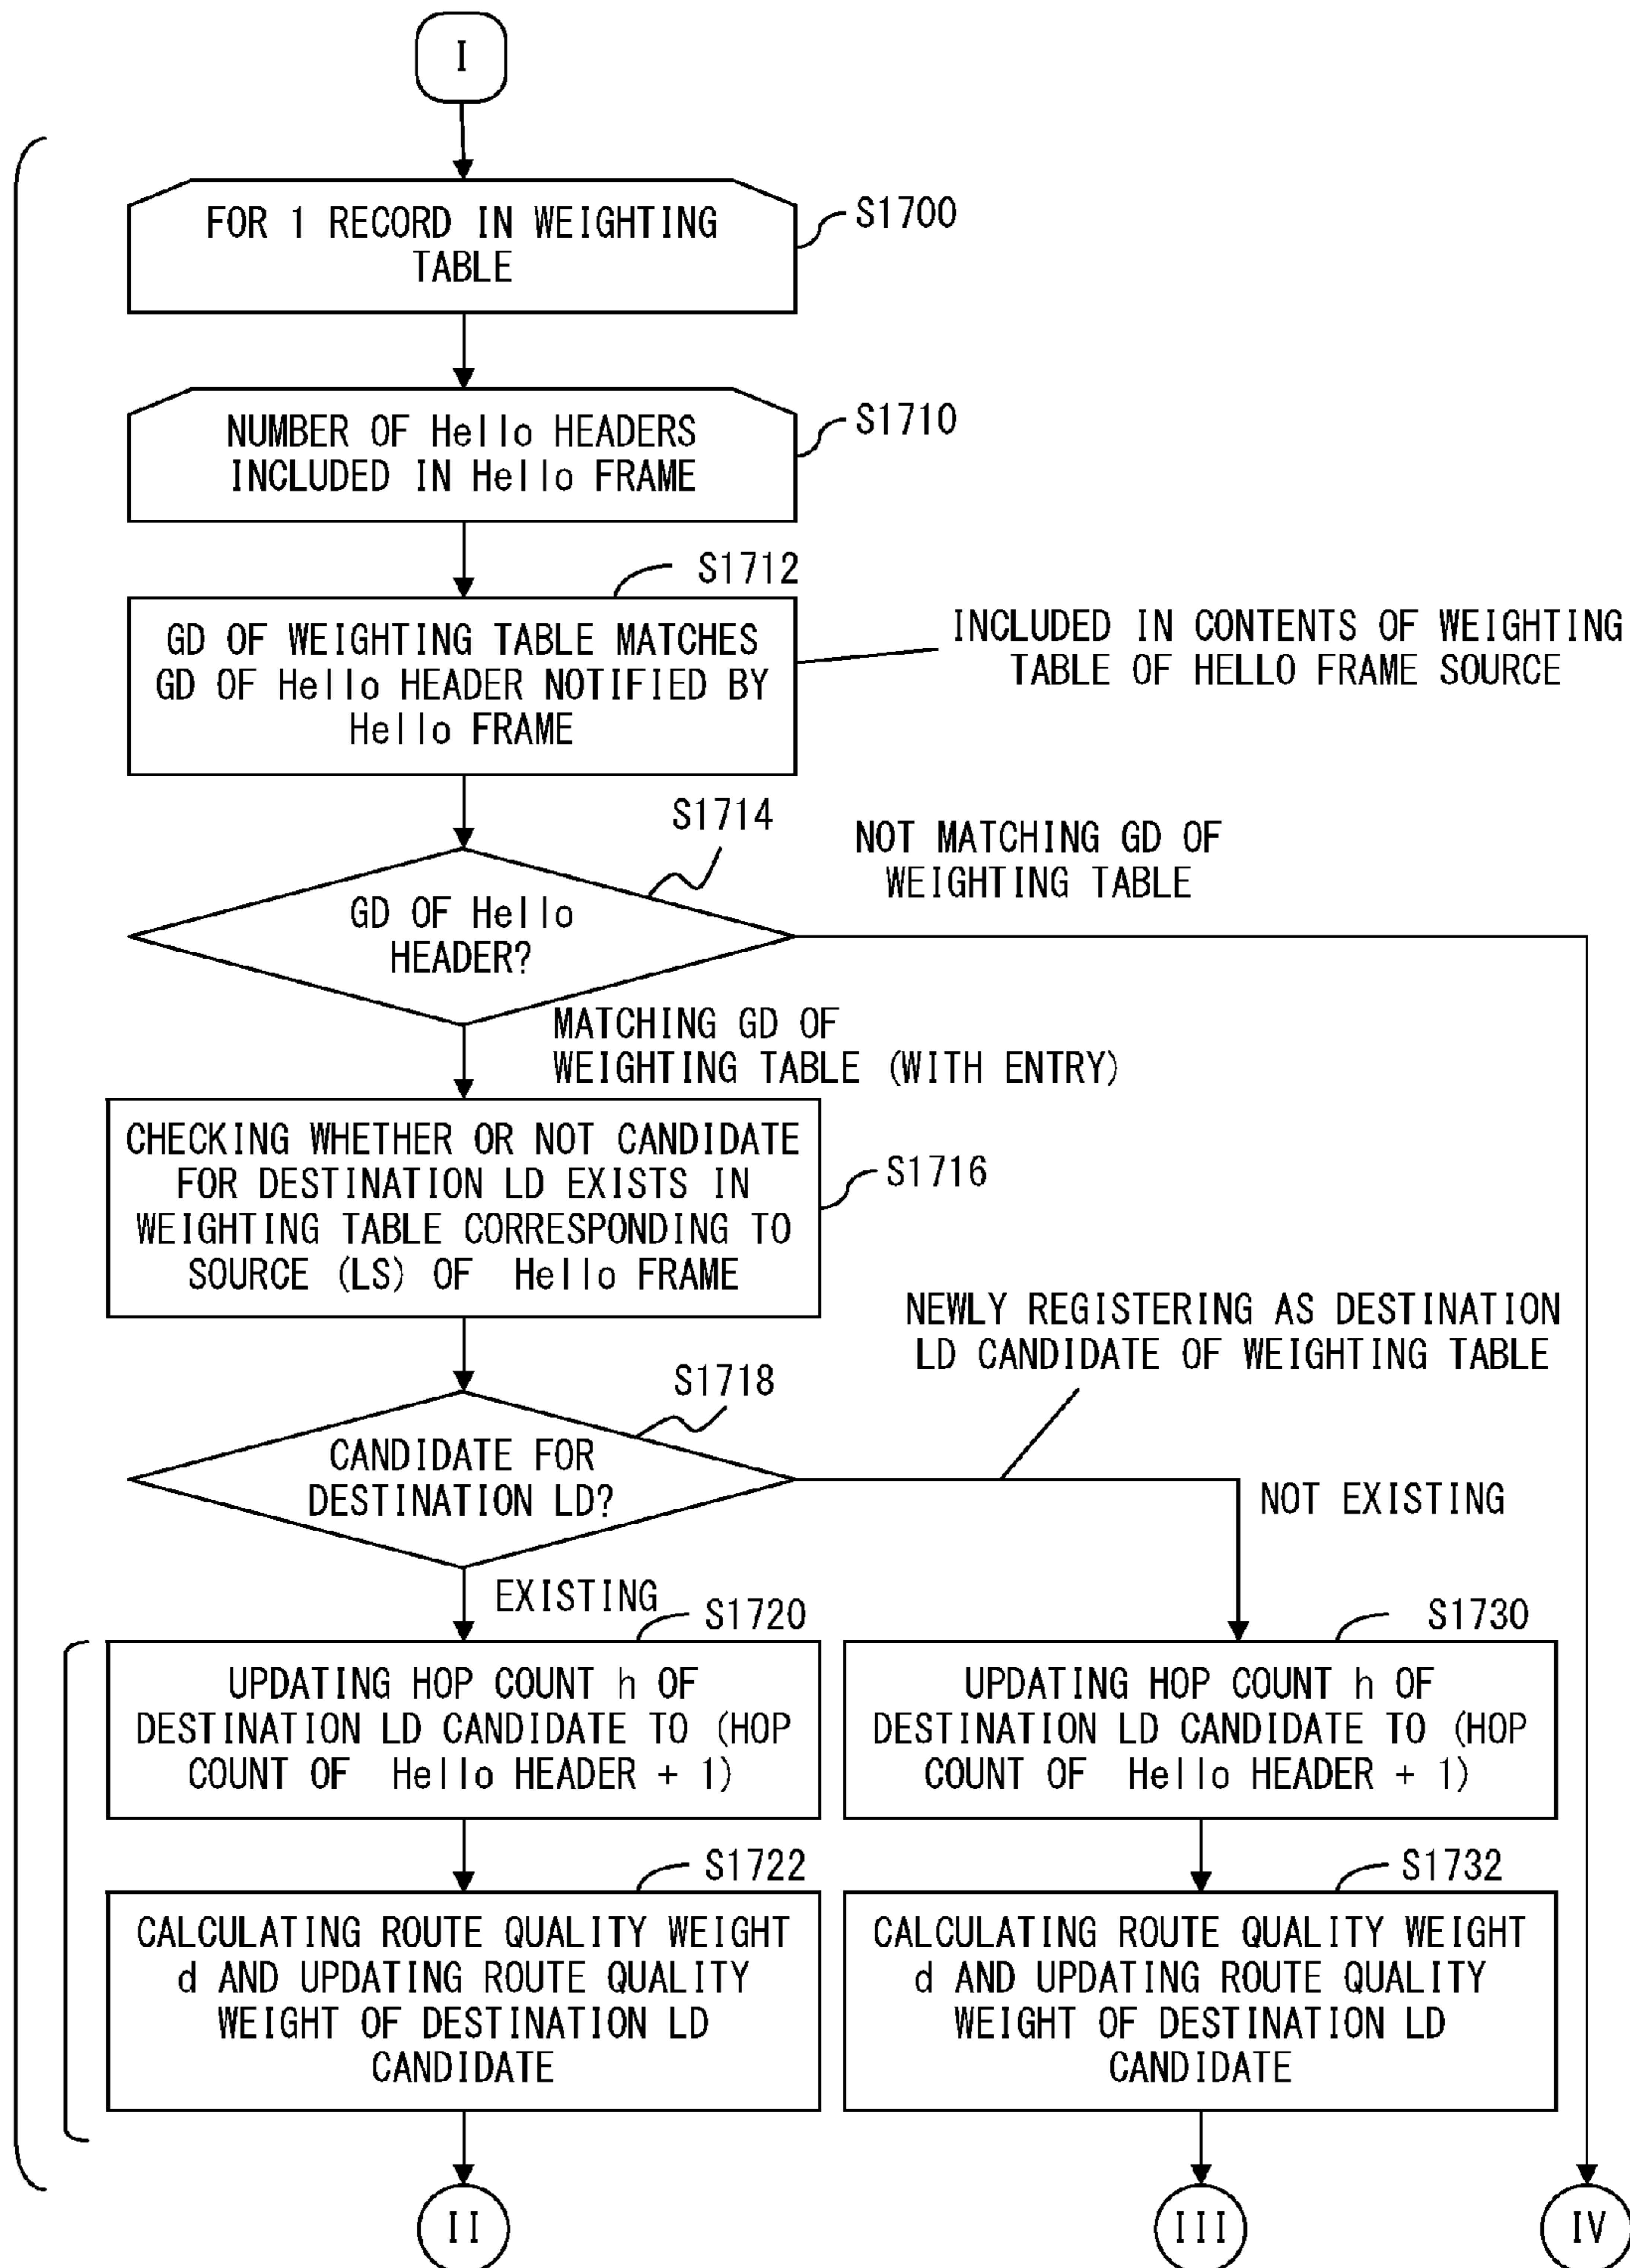 I
FOR 1 RECORD IN WEIGHTING
TABLE
S1700
NUMBER OF Hello HEADERS
INCLUDED IN Hello FRAME
S1710
S1712
GD OF WEIGHTING TABLE MATCHES
GD OF Hello HEADER NOTIFIED BY
Hello FRAME
INCLUDED IN CONTENTS OF WEIGHTING
TABLE OF HELLO FRAME SOURCE
S1714
NOT MATCHING GD OF
WEIGHTING TABLE
GD OF Hello
HEADER?
MATCHING GD OF
WEIGHTING TABLE (WITH ENTRY)
CHECKING WHETHER OR NOT CANDIDATE
FOR DESTINATION LD EXISTS IN
WEIGHTING TABLE CORRESPONDING TO
SOURCE (LS) OF Hello FRAME
S1716
NEWLY REGISTERING AS DESTINATION
LD CANDIDATE OF WEIGHTING TABLE
S1718
CANDIDATE FOR
DESTINATION LD?
NOT EXISTING
EXISTING
S1720
UPDATING HOP COUNT h OF
DESTINATION LD CANDIDATE TO (HOP
COUNT OF Hello HEADER + 1)
S1730
UPDATING HOP COUNT h OF
DESTINATION LD CANDIDATE TO (HOP
COUNT OF Hello HEADER + 1)
S1722
CALCULATING ROUTE QUALITY WEIGHT
d AND UPDATING ROUTE QUALITY
WEIGHT OF DESTINATION LD
CANDIDATE
S1732
CALCULATING ROUTE QUALITY WEIGHT
d AND UPDATING ROUTE QUALITY
WEIGHT OF DESTINATION LD
CANDIDATE
II
III
IV